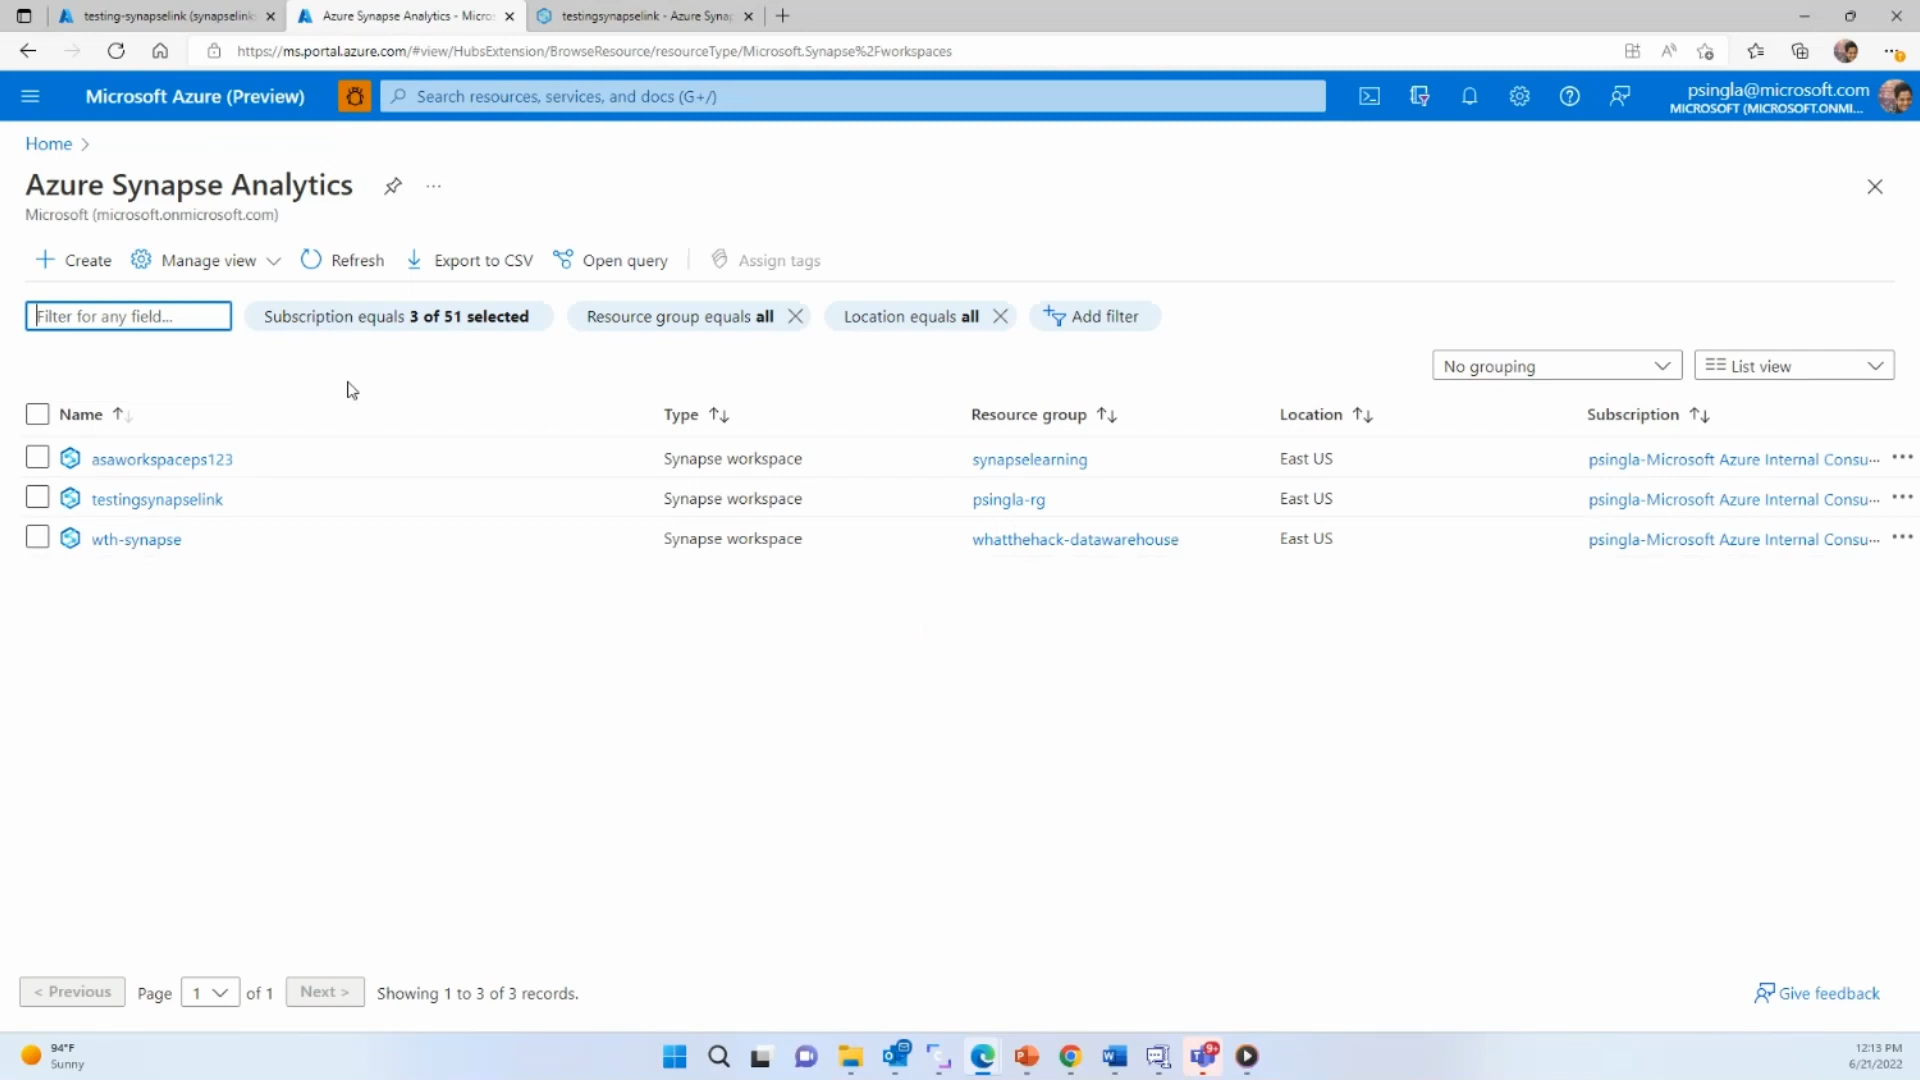 testing-synapselink (synapselink
Azure Synapse Analytics - Micro
testingsynapselink - Azure Syna
https://ms.portal.azure.com/#view/HubsExtension/BrowseResource/resourceType/Microsoft.Synapse%2Fworkspaces
Microsoft Azure (Preview)
Search resources, services, and docs (G+/)
psingla@microsoft.com
MICROSOFT (MICROSOFT.ONMI...
Home
Azure Synapse Analytics
Microsoft (microsoft.onmicrosoft.com)
Create Manage view Refresh Export to CSV Open query Assign tags
Filter for any field... Subscription equals 3 of 51 selected Resource group equals all Location equals all Add filter
No grouping List view
Name Type Resource group Location Subscription
asaworkspaceps123 Synapse workspace synapselearning East US psingla-Microsoft Azure Internal Consu...
testingsynapselink Synapse workspace psingla-rg East US psingla-Microsoft Azure Internal Consu...
wth-synapse Synapse workspace whatthehack-datawarehouse East US psingla-Microsoft Azure Internal Consu...
< Previous Page 1 of 1 Next > Showing 1 to 3 of 3 records. Give feedback
94°F
Sunny
9+
12:13 PM
6/21/2022